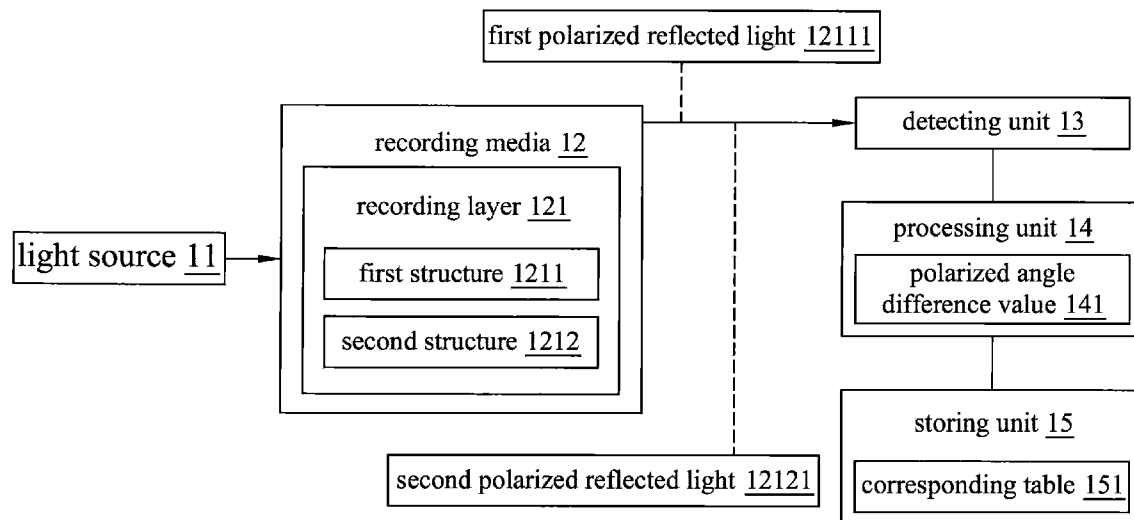 first polarized reflected light 12111
recording media 12
detecting unit 13
recording layer 121
processing unit 14
light source 11
first structure 1211
polarized angle
difference value 141
second structure 1212
storing unit 15
second polarized reflected light 12121
corresponding table 151